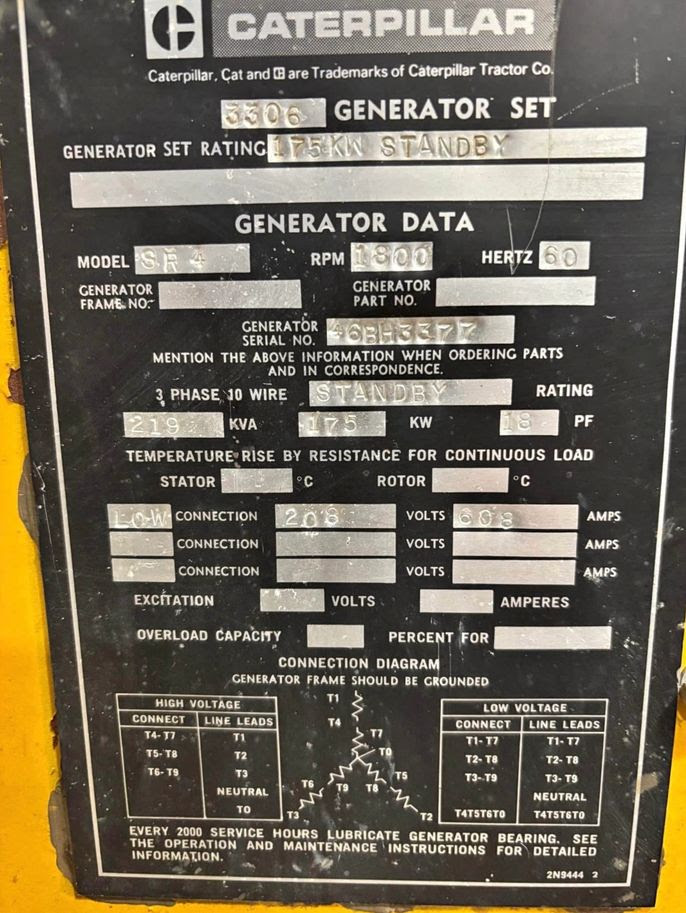 C CATERPILLAR
Caterpillar, Cat and C are Trademarks of Caterpillar Tractor Co.
3306 GENERATOR SET
GENERATOR SET RATING 175KW STANDBY
GENERATOR DATA
MODEL SR4 RPM 1800 HERTZ 60
GENERATOR FRAME NO. GENERATOR PART NO.
GENERATOR SERIAL NO. 46BH3377
MENTION THE ABOVE INFORMATION WHEN ORDERING PARTS
AND IN CORRESPONDENCE.
3 PHASE 10 WIRE STANDBY RATING
219 KVA 175 KW 18 PF
TEMPERATURE RISE BY RESISTANCE FOR CONTINUOUS LOAD
STATOR °C ROTOR °C
LOW CONNECTION 208 VOLTS 608 AMPS
CONNECTION VOLTS AMPS
CONNECTION VOLTS AMPS
EXCITATION VOLTS AMPERES
OVERLOAD CAPACITY PERCENT FOR
CONNECTION DIAGRAM
GENERATOR FRAME SHOULD BE GROUNDED
HIGH VOLTAGE
CONNECT LINE LEADS
T4-T7 T1
T5-T8 T2
T6-T9 T3
NEUTRAL
T0
T1
T4
T7
T0
T6 T9 T8 T5
T3 T2
LOW VOLTAGE
CONNECT LINE LEADS
T1-T7 T1-T7
T2-T8 T2-T8
T3-T9 T3-T9
NEUTRAL
T4T5T6T0 T4T5T6T0
EVERY 2000 SERVICE HOURS LUBRICATE GENERATOR BEARING. SEE
THE OPERATION AND MAINTENANCE INSTRUCTIONS FOR DETAILED
INFORMATION.
2N9444 2